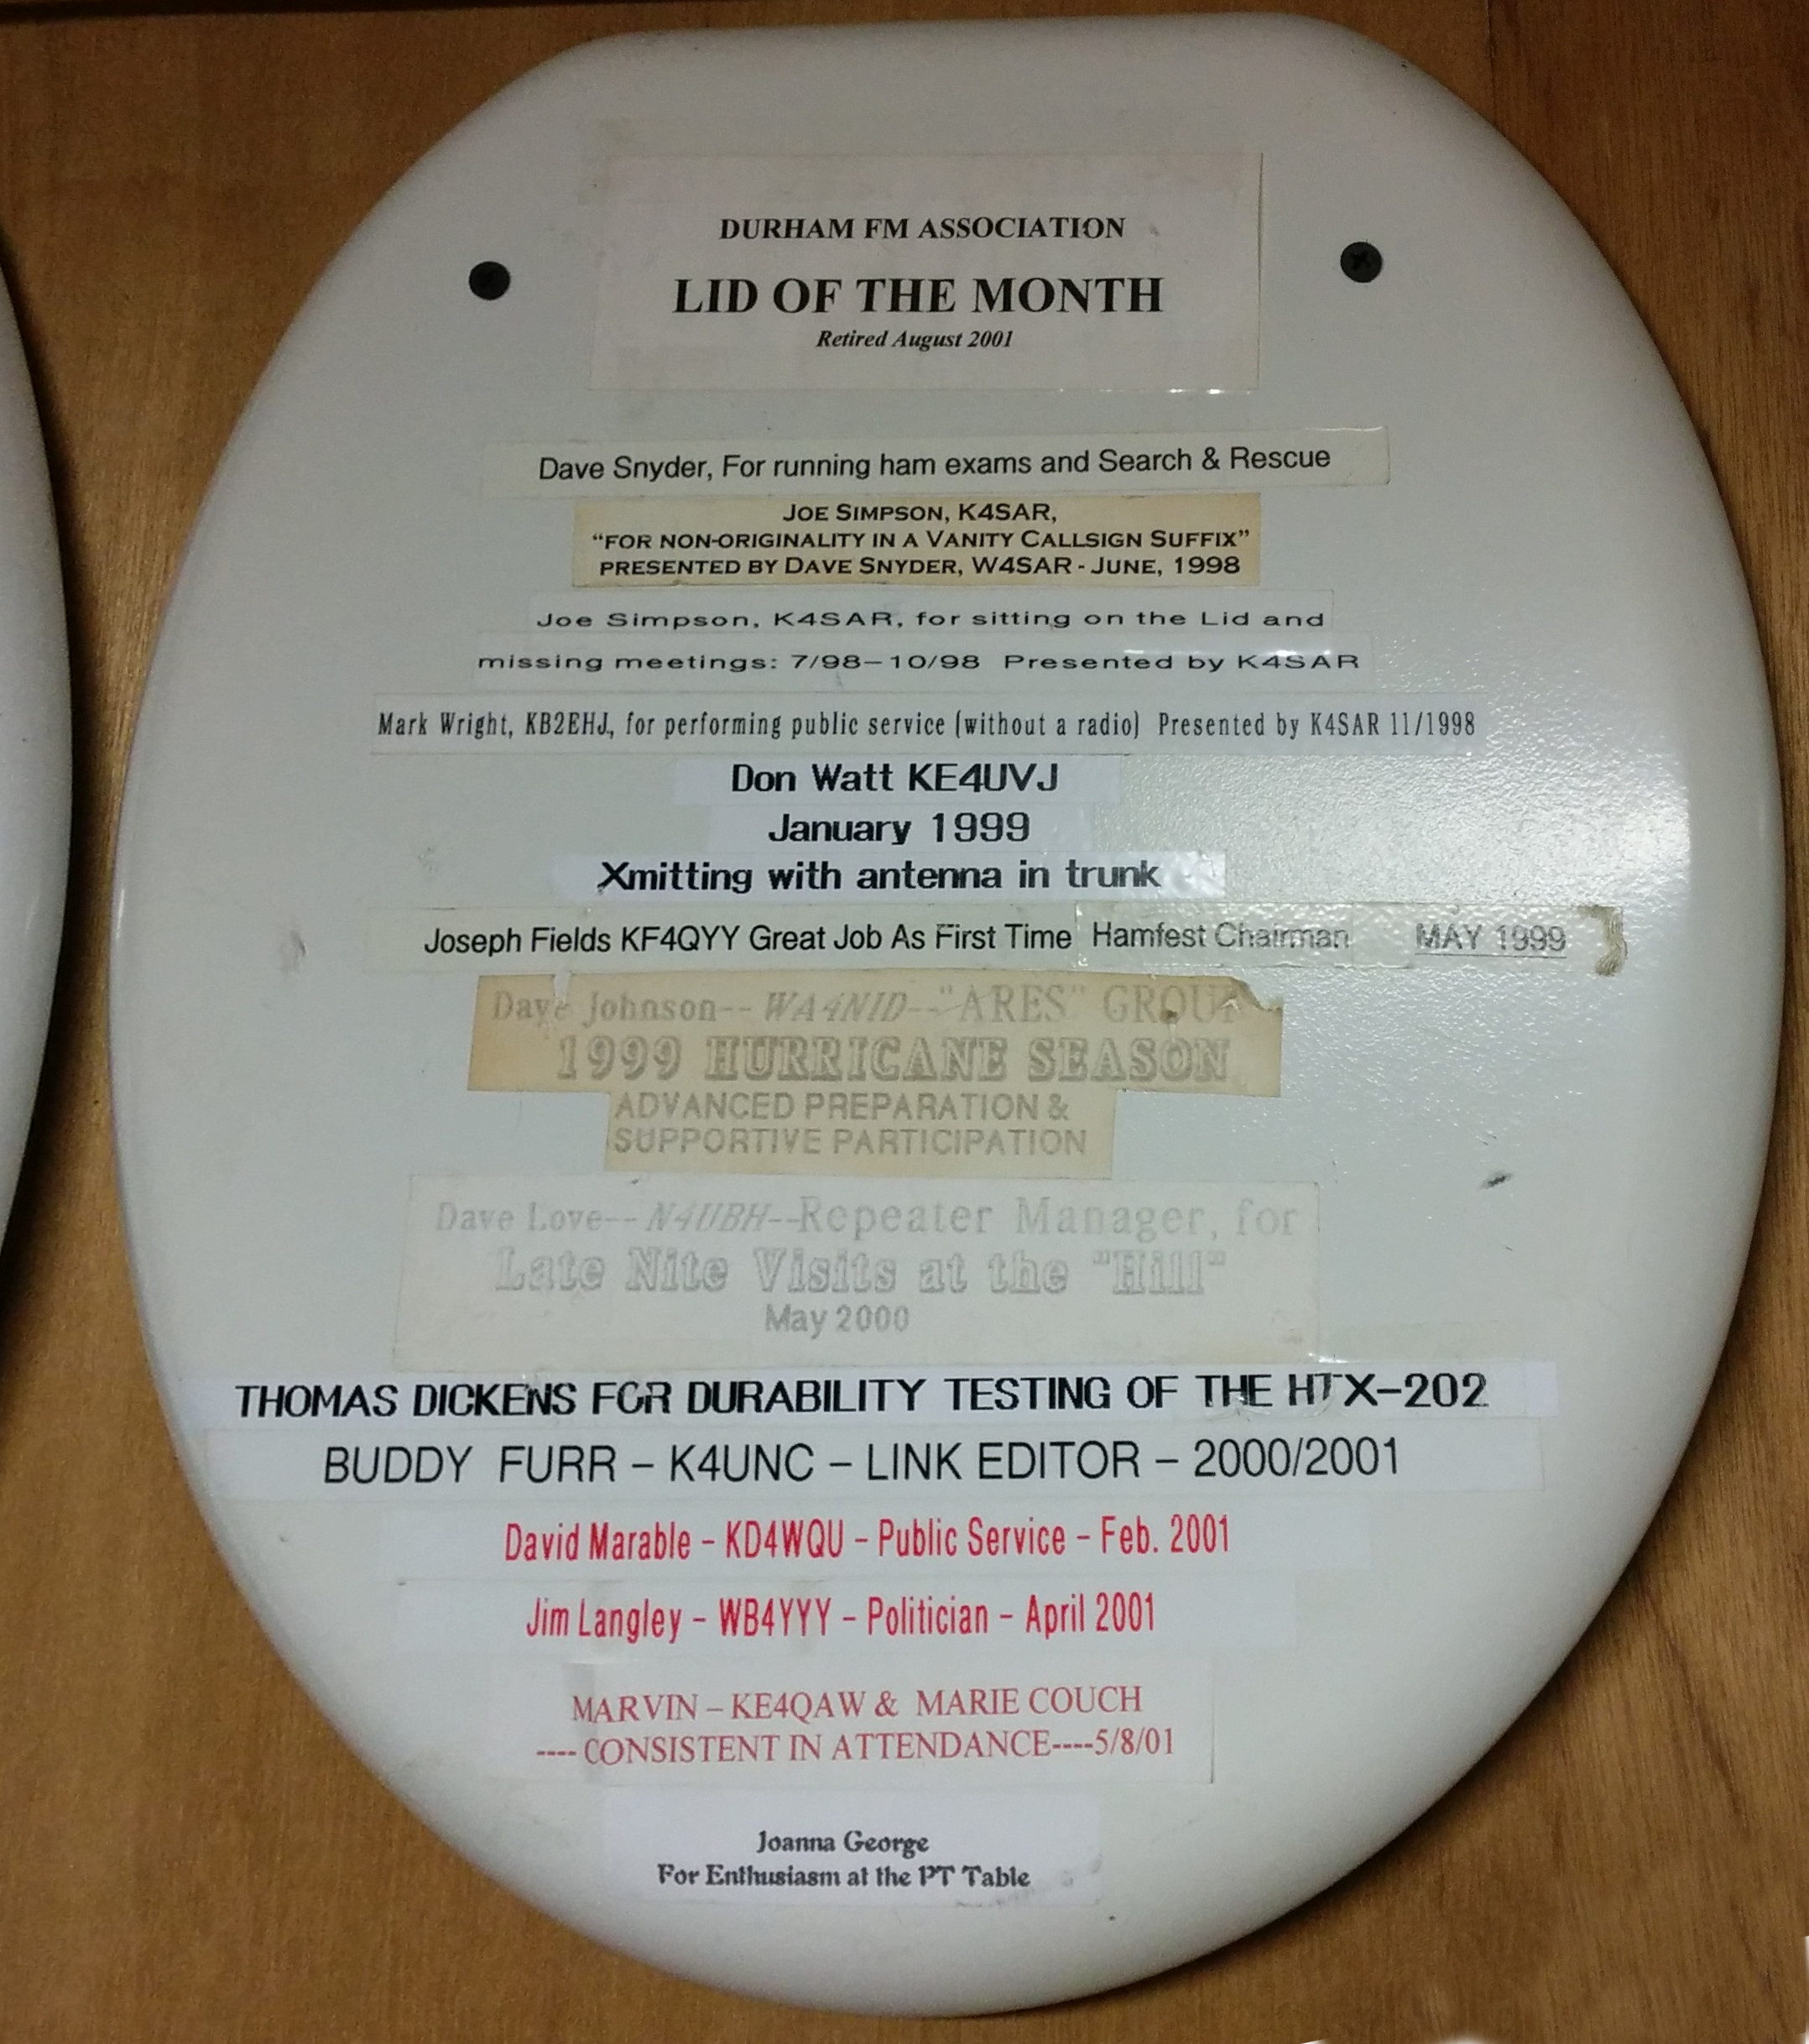 DURHAM FM ASSOCIATION
LID OF THE MONTH
Retired August 2001
Dave Snyder, For running ham exams and Search & Rescue
JOE SIMPSON, K4SAR,
“FOR NON-ORIGINALITY IN A VANITY CALLSIGN SUFFIX”
PRESENTED BY DAVE SNYDER, W4SAR - JUNE, 1998
Joe Simpson, K4SAR, for sitting on the Lid and
missing meetings: 7/98–10/98 Presented by K4SAR
Mark Wright, KB2EHJ, for performing public service (without a radio) Presented by K4SAR 11/1998
Don Watt KE4UVJ
January 1999
Xmitting with antenna in trunk
Joseph Fields KF4QYY Great Job As First Time Hamfest Chairman MAY 1999
Dave Johnson-- WA4NID--"ARES" GROUP
1999 HURRICANE SEASON
ADVANCED PREPARATION &
SUPPORTIVE PARTICIPATION
Dave Love-- N4UBH--Repeater Manager, for
Late Nite Visits at the "Hill"
May 2000
THOMAS DICKENS FOR DURABILITY TESTING OF THE HTX-202
BUDDY FURR – K4UNC – LINK EDITOR – 2000/2001
David Marable – KD4WQU – Public Service – Feb. 2001
Jim Langley – WB4YYY – Politician – April 2001
MARVIN – KE4QAW & MARIE COUCH
---- CONSISTENT IN ATTENDANCE----5/8/01
Joanna George
For Enthusiasm at the PT Table